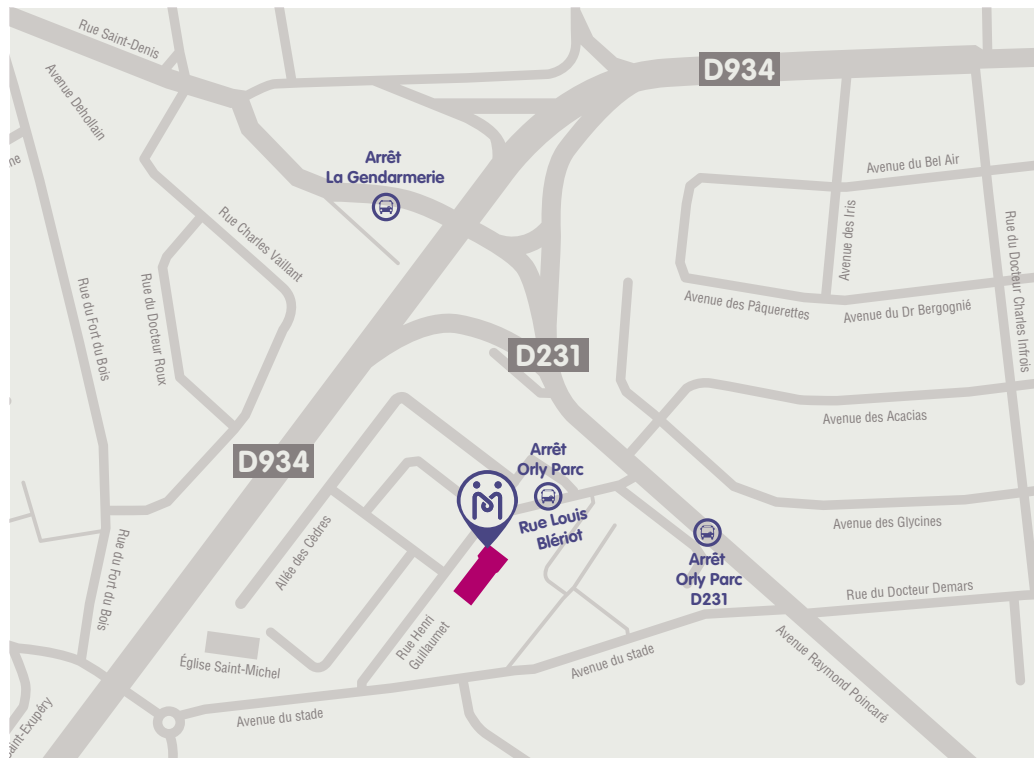 Rue Saint-Denis
Avenue Dehollain
D934
Arrêt
La Gendarmerie
Avenue du Bel Air
Rue Charles Vaillant
Avenue des Iris
Rue du Docteur Charles Infrois
Rue du Fort du Bois
Rue du Docteur Roux
Avenue des Pâquerettes
Avenue du Dr Bergognié
D231
Avenue des Acacias
D934
Arrêt
Orly Parc
Rue Louis
Blériot
Avenue des Glycines
Rue du Fort du Bois
Allée des Cèdres
Arrêt
Orly Parc
D231
Rue du Docteur Demars
Rue Henri
Guillaumet
Église Saint-Michel
Avenue du stade
Avenue Raymond Poincaré
Avenue du stade